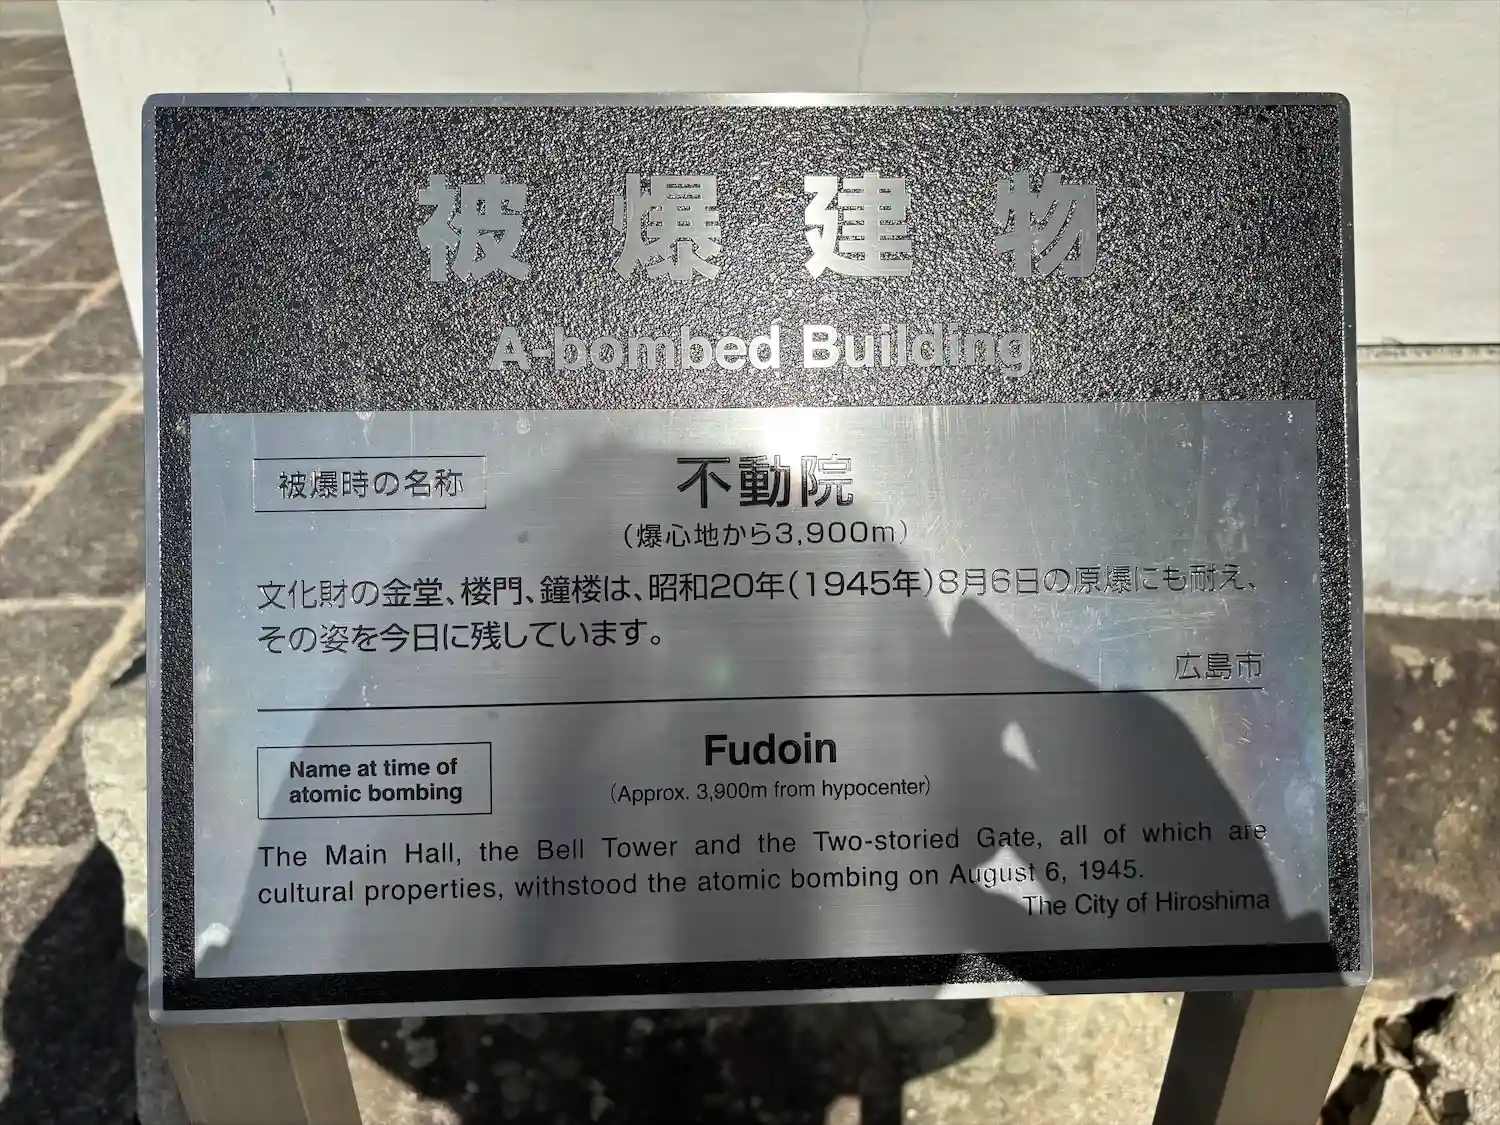 被爆建物
A-bombed Building
被爆時の名称
不動院
（爆心地から3,900m）
文化財の金堂、楼門、鐘楼は、昭和20年（1945年）8月6日の原爆にも耐え、
その姿を今日に残しています。
広島市
Name at time of
atomic bombing
Fudoin
（Approx. 3,900m from hypocenter）
The Main Hall, the Bell Tower and the Two-storied Gate, all of which are
cultural properties, withstood the atomic bombing on August 6, 1945.
The City of Hiroshima